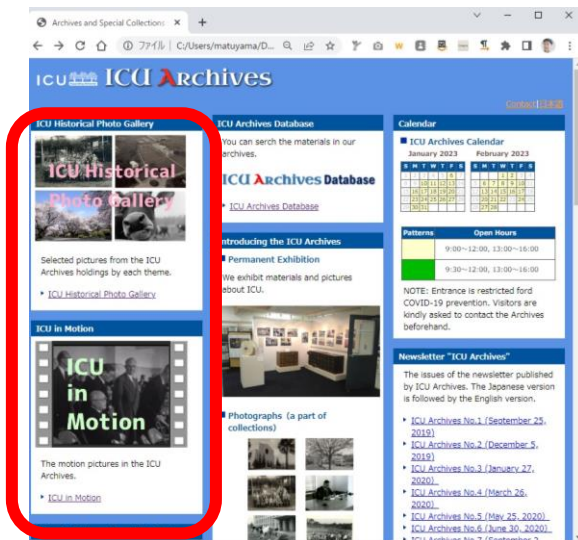 Archives and Special Collections
ファイル | C:/Users/matuyama/D...
ICU ICU Archives
Contact|日本語
ICU Historical Photo Gallery
ICU Historical
Photo Gallery
Selected pictures from the ICU
Archives holdings by each theme.
ICU Historical Photo Gallery
ICU in Motion
ICU
in
Motion
The motion pictures in the ICU
Archives.
ICU in Motion
ICU Archives Database
You can serch the materials in our
archives.
ICU Archives Database
ICU Archives Database
Introducing the ICU Archives
Permanent Exhibition
We exhibit materials and pictures
about ICU.
Photographs (a part of
collections)
Calendar
ICU Archives Calendar
January 2023 February 2023
S M T W T F S S M T W T F S
Patterns Open Hours
9:00~12:00, 13:00~16:00
9:30~12:00, 13:00~16:00
NOTE: Entrance is restricted ford
COVID-19 prevention. Visitors are
kindly asked to contact the Archives
beforehand.
Newsletter "ICU Archives"
The issues of the newsletter published
by ICU Archives. The Japanese version
is followed by the English version.
ICU Archives No.1 (September 25,
2019)
ICU Archives No.2 (December 5,
2019)
ICU Archives No.3 (January 27,
2020)
ICU Archives No.4 (March 26,
2020)
ICU Archives No.5 (May 25, 2020)
ICU Archives No.6 (June 30, 2020)